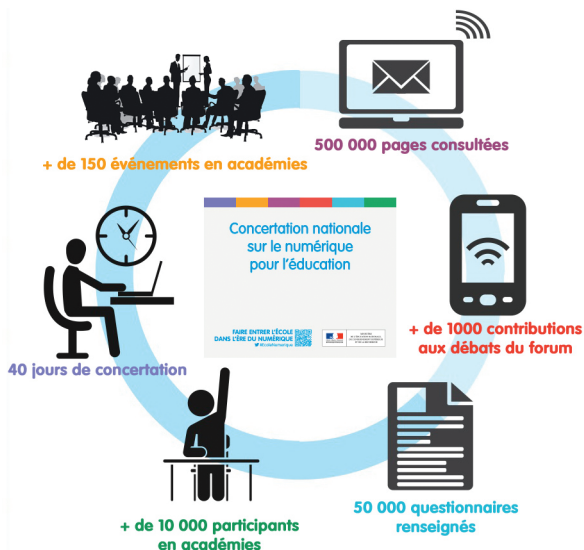 + de 150 événements en académies
500 000 pages consultées
Concertation nationale
sur le numérique
pour l'éducation
FAIRE ENTRER L'ÉCOLE
DANS L'ÈRE DU NUMÉRIQUE
#EcoleNumerique
+ de 1000 contributions
aux débats du forum
40 jours de concertation
50 000 questionnaires
renseignés
+ de 10 000 participants
en académies